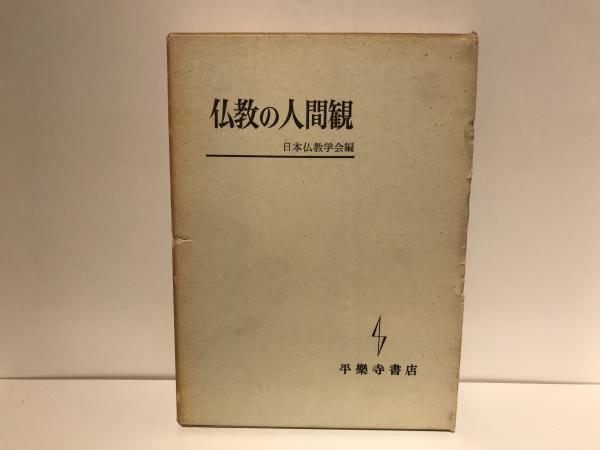 仏教の人間観
日本仏教学会編
平樂寺書店